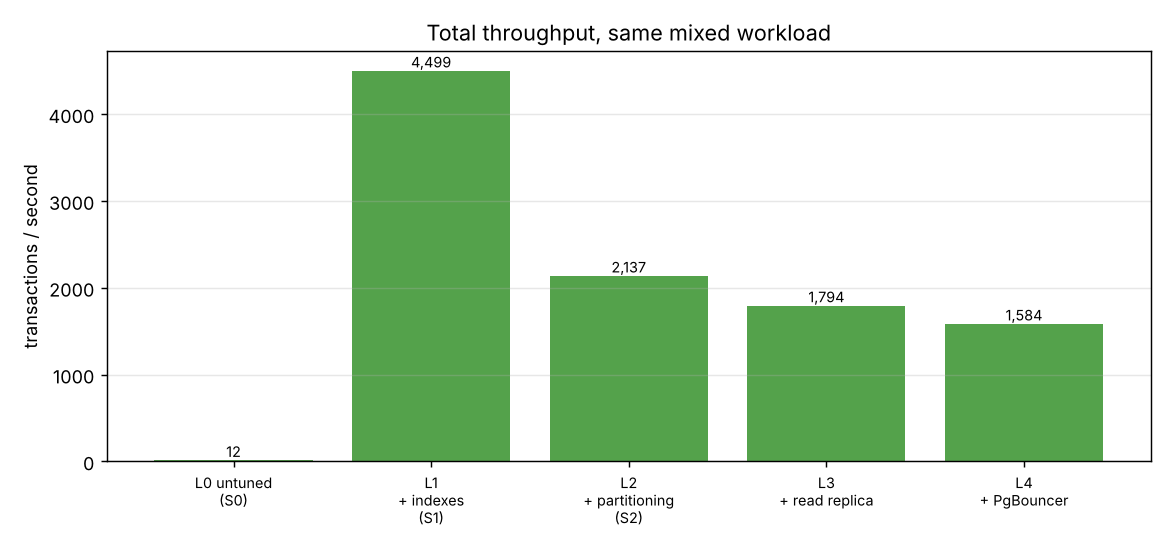 Total throughput, same mixed workload
transactions / second
4000
3000
2000
1000
0
12
4,499
2,137
1,794
1,584
L0 untuned
(S0)
L1
+ indexes
(S1)
L2
+ partitioning
(S2)
L3
+ read replica
L4
+ PgBouncer